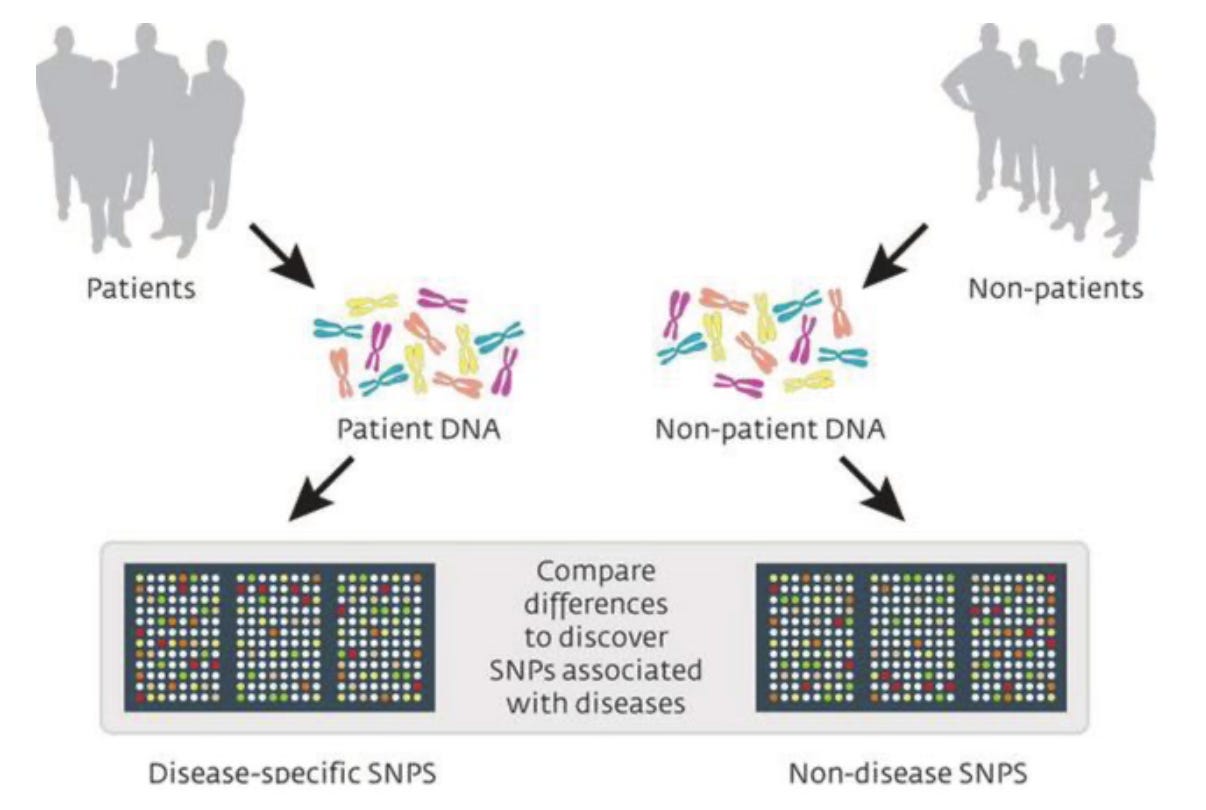 Patients
Non-patients
Patient DNA
Non-patient DNA
Compare
differences
to discover
SNPs associated
with diseases
Disease-specific SNPS
Non-disease SNPS